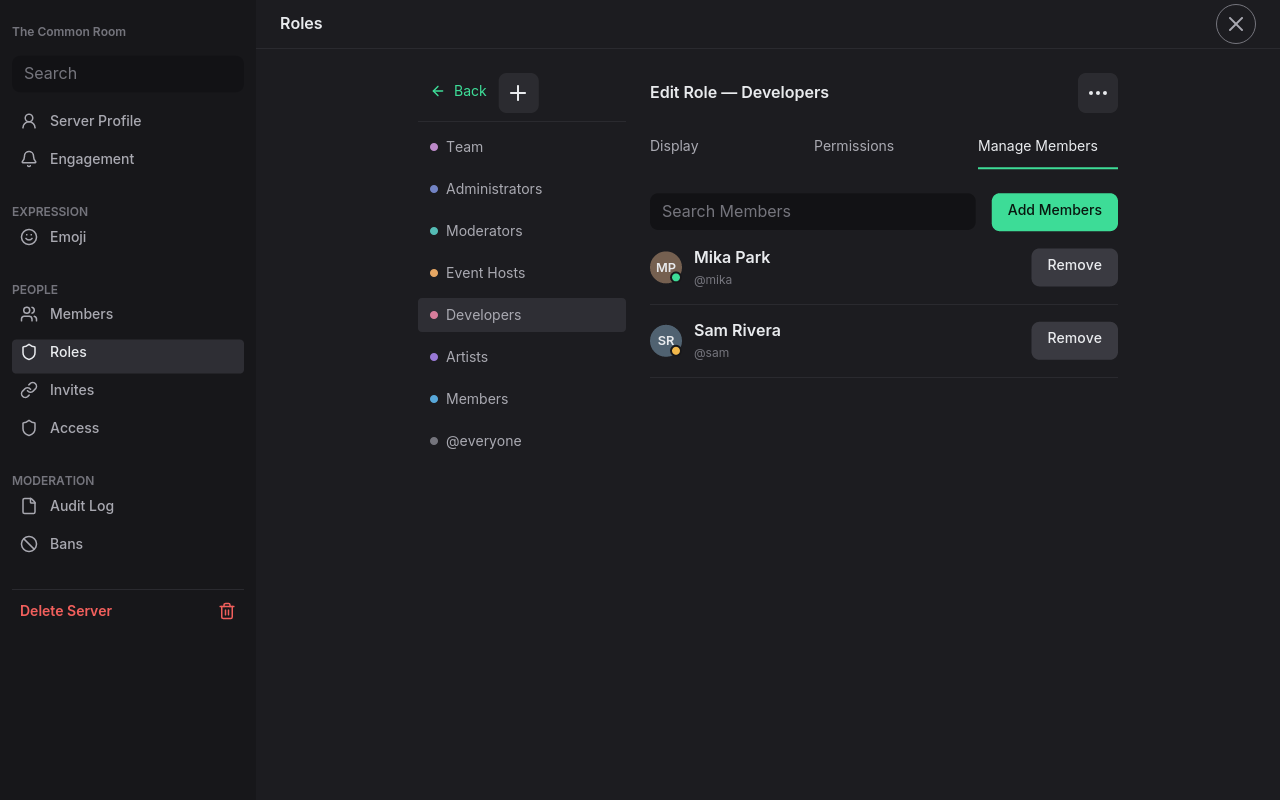 The Common Room
Search
Server Profile
Engagement
EXPRESSION
Emoji
PEOPLE
Members
Roles
Invites
Access
MODERATION
Audit Log
Bans
Delete Server
Roles
Back
Team
Administrators
Moderators
Event Hosts
Developers
Artists
Members
@everyone
Edit Role — Developers
Display
Permissions
Manage Members
Search Members
Add Members
MP
Mika Park
@mika
Remove
SR
Sam Rivera
@sam
Remove